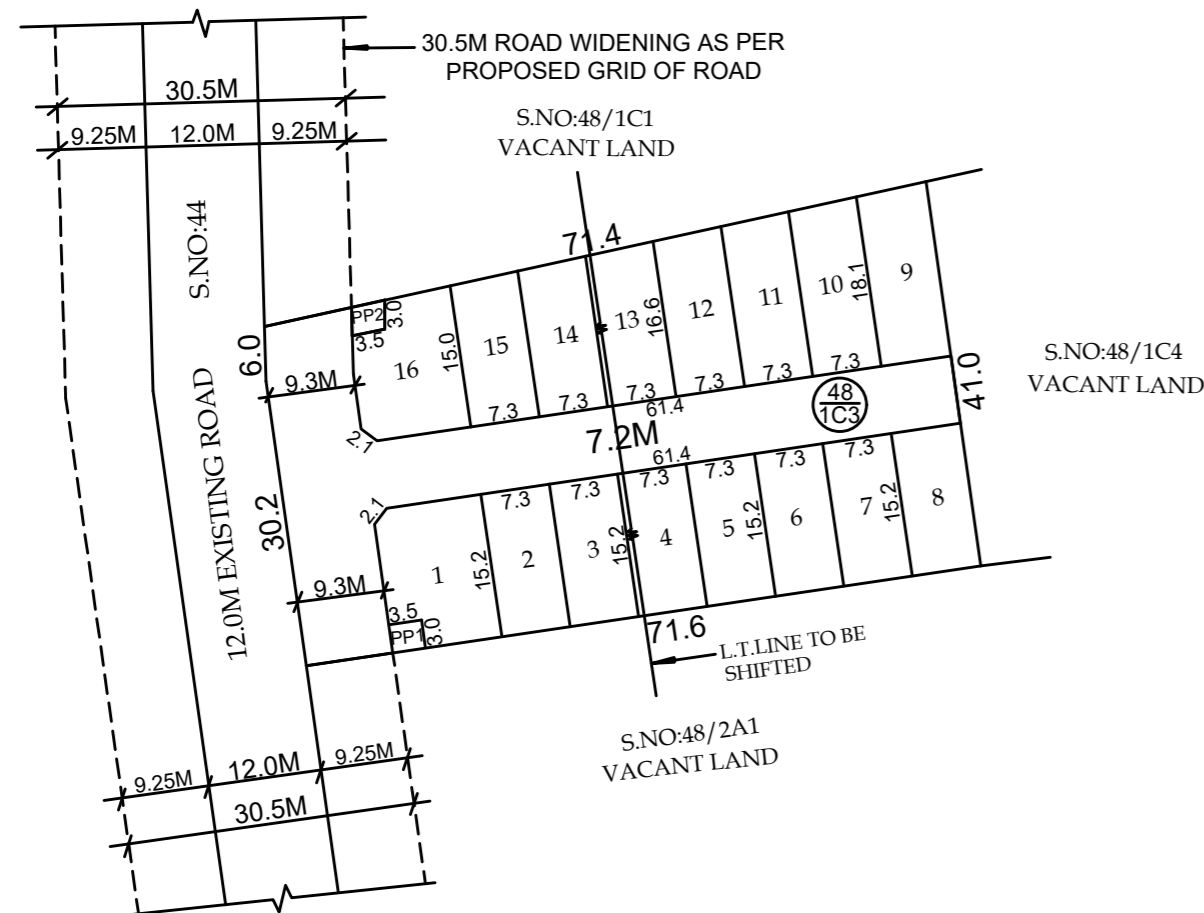 30.5M ROAD WIDENING AS PER
PROPOSED GRID OF ROAD
30.5M
9.25M
12.0M
9.25M
S.NO:48/1C1
VACANT LAND
S.NO:44
12.0M EXISTING ROAD
71.4
6.0
9.3M
PP2
3.0
3.5
16
15.0
15
14
13
16.6
12
11
10
18.1
9
7.3
7.3
7.3
7.3
7.3
7.3
61.4
48
1C3
41.0
S.NO:48/1C4
VACANT LAND
2.1
7.2M
61.4
30.2
2.1
7.3
7.3
7.3
7.3
7.3
7.3
9.3M
1
15.2
2
3
15.2
4
5
15.2
6
7
15.2
8
3.5
PP1
3.0
71.6
L.T.LINE TO BE
SHIFTED
S.NO:48/2A1
VACANT LAND
9.25M
12.0M
9.25M
30.5M